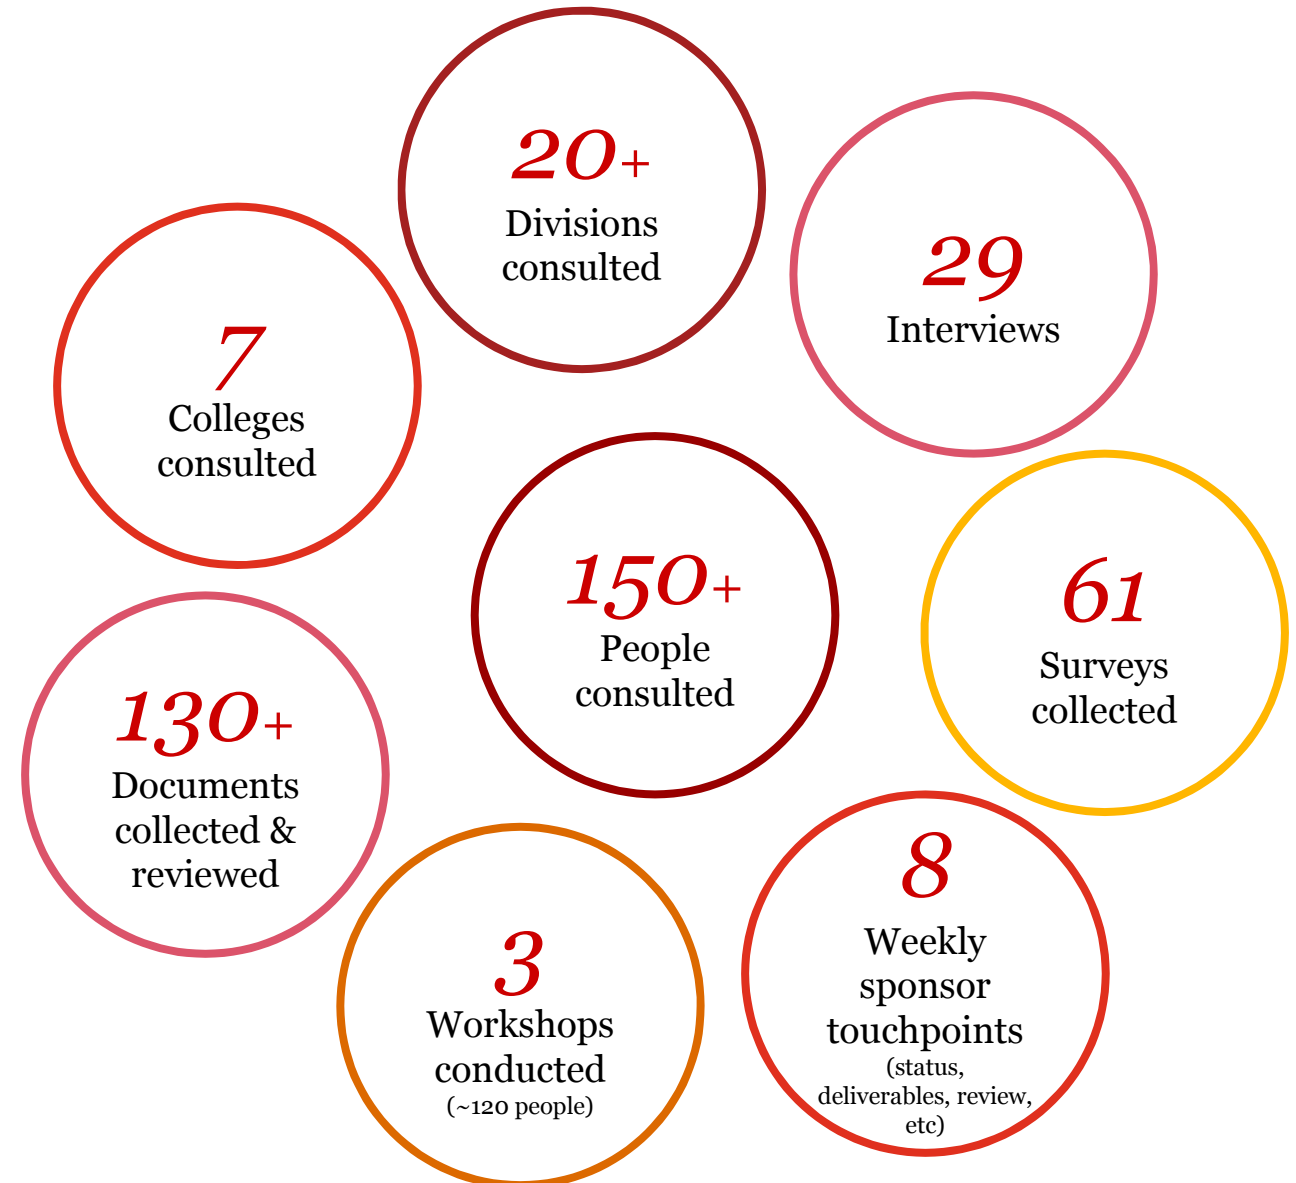 20+
Divisions
consulted
29
Interviews
7
Colleges
consulted
150+
People
consulted
61
Surveys
collected
130+
Documents
collected &
reviewed
3
Workshops
conducted
(~120 people)
8
Weekly
sponsor
touchpoints
(status,
deliverables, review,
etc)